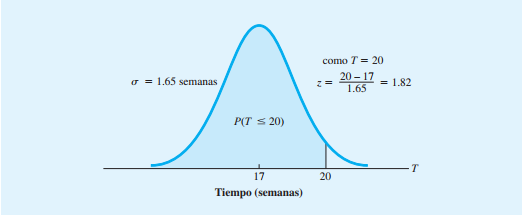 como T = 20
σ = 1.65 semanas
z = 20 – 17 / 1.65 = 1.82
P(T ≤ 20)
T
17 20
Tiempo (semanas)